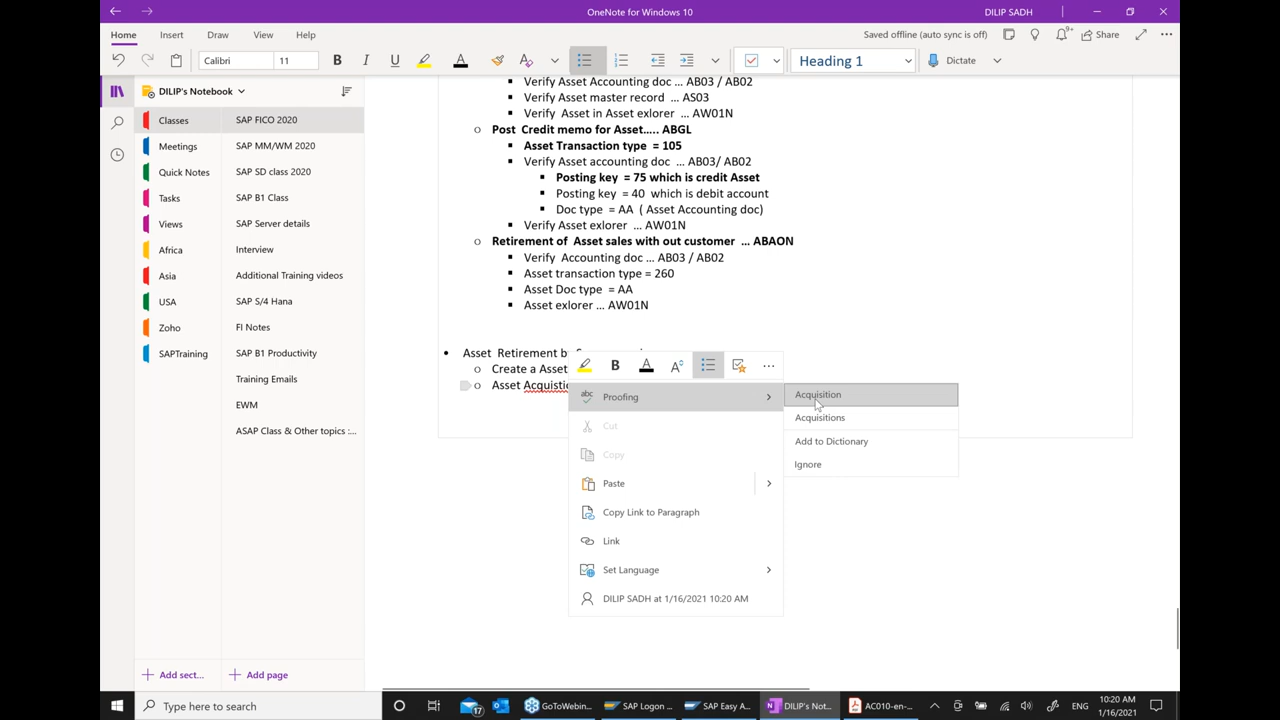 OneNote for Windows 10
DILIP SADH
Home
Insert
Draw
View
Help
Saved offline (auto sync is off)
9+
Share
Calibri
11
B
I
U
A
Heading 1
Dictate
DILIP's Notebook
Classes
Meetings
Quick Notes
Tasks
Views
Africa
Asia
USA
Zoho
SAPTraining
SAP FICO 2020
SAP MM/WM 2020
SAP SD class 2020
SAP B1 Class
SAP Server details
Interview
Additional Training videos
SAP S/4 Hana
FI Notes
SAP B1 Productivity
Training Emails
EWM
ASAP Class & Other topics :...
Verify Asset Accounting doc ... AB03 / AB02
Verify Asset master record ... AS03
Verify Asset in Asset exlorer ... AW01N
Post Credit memo for Asset..... ABGL
Asset Transaction type = 105
Verify Asset accounting doc ... AB03/ AB02
Posting key = 75 which is credit Asset
Posting key = 40 which is debit account
Doc type = AA ( Asset Accounting doc)
Verify Asset exlorer ... AW01N
Retirement of Asset sales with out customer ... ABAON
Verify Accounting doc ... AB03 / AB02
Asset transaction type = 260
Asset Doc type = AA
Asset exlorer ... AW01N
Asset Retirement b
Create a Asset
Asset Acquistic
B
A
A
abc
Proofing
Cut
Copy
Paste
Copy Link to Paragraph
Link
Set Language
DILIP SADH at 1/16/2021 10:20 AM
Acquisition
Acquisitions
Add to Dictionary
Ignore
Add sect...
Add page
Type here to search
17
GoToWebin...
SAP Logon ...
SAP Easy A...
DILIP's Not...
AC010-en-...
ENG
10:20 AM
1/16/2021